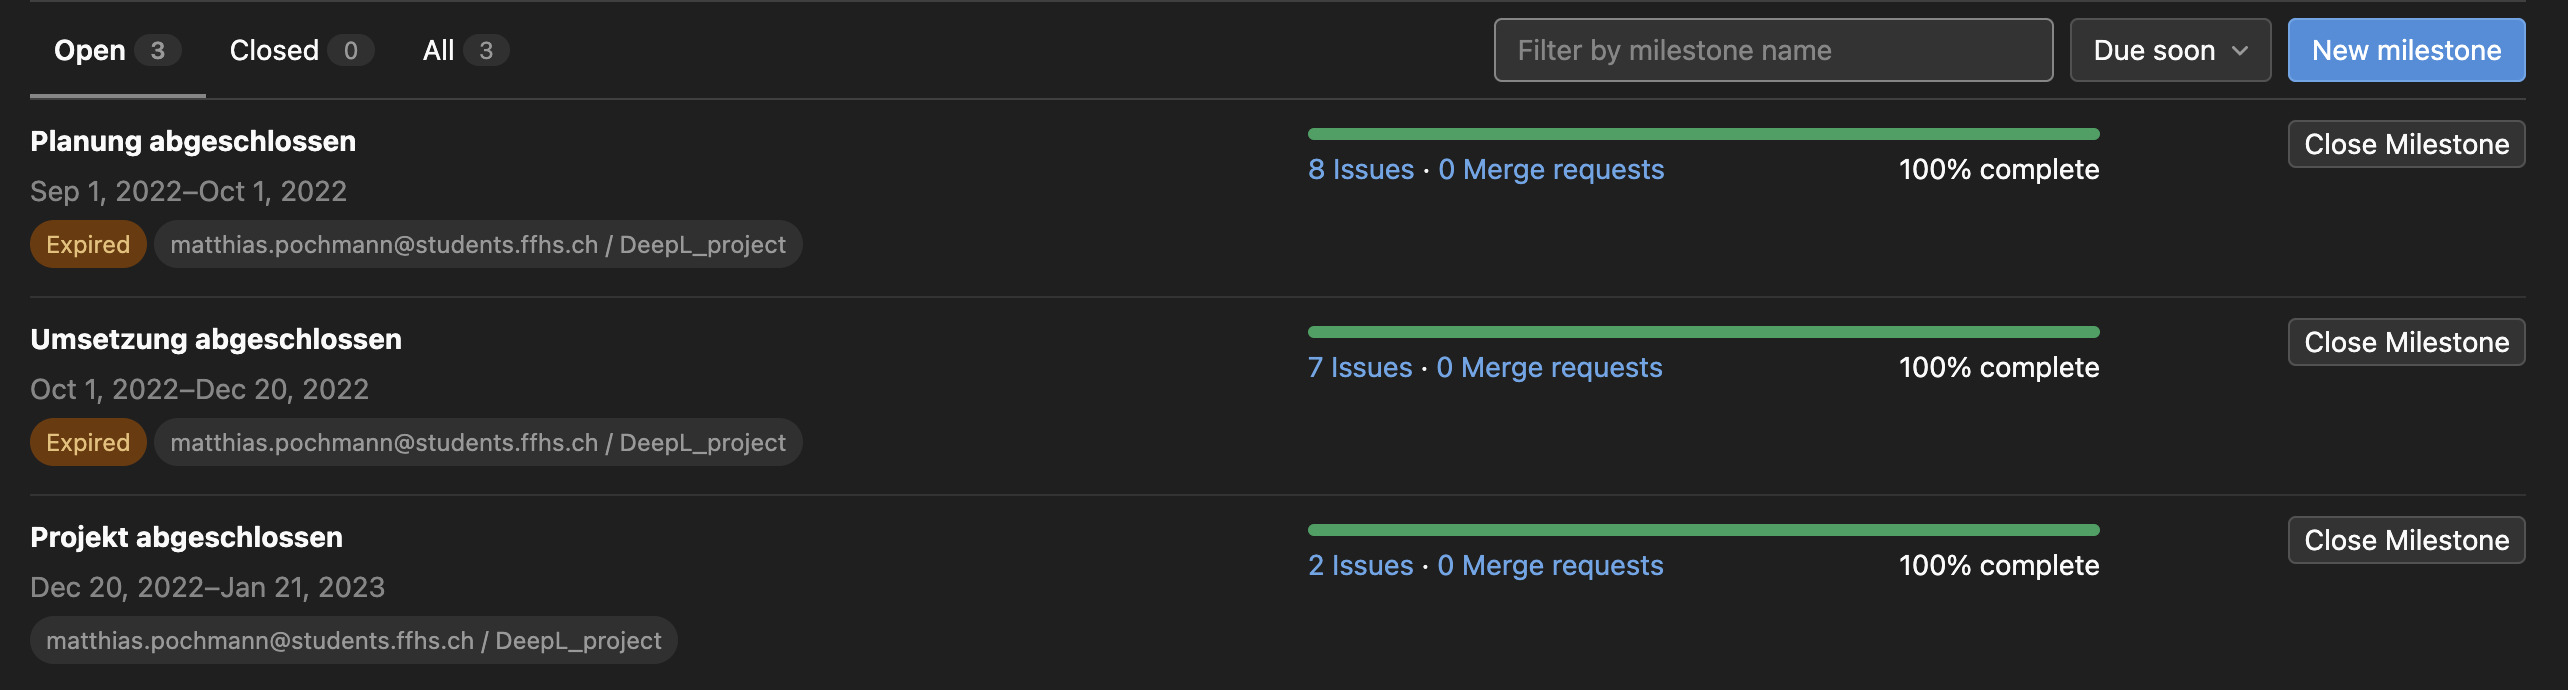 Open 3 Closed 0 All 3 Filter by milestone name Due soon New milestone
Planung abgeschlossen
8 Issues · 0 Merge requests 100% complete Close Milestone
Sep 1, 2022–Oct 1, 2022
Expired matthias.pochmann@students.ffhs.ch / DeepL_project
Umsetzung abgeschlossen
7 Issues · 0 Merge requests 100% complete Close Milestone
Oct 1, 2022–Dec 20, 2022
Expired matthias.pochmann@students.ffhs.ch / DeepL_project
Projekt abgeschlossen
2 Issues · 0 Merge requests 100% complete Close Milestone
Dec 20, 2022–Jan 21, 2023
matthias.pochmann@students.ffhs.ch / DeepL_project